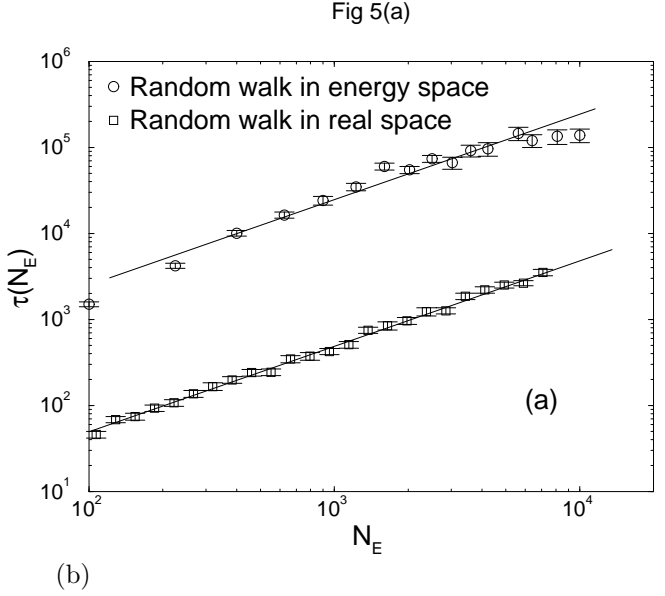 Fig 5(a)
10^6
Random walk in energy space
Random walk in real space
10^5
10^4
τ(N_E)
10^3
10^2
(a)
10^1
10^2 10^3 10^4
N_E
(b)